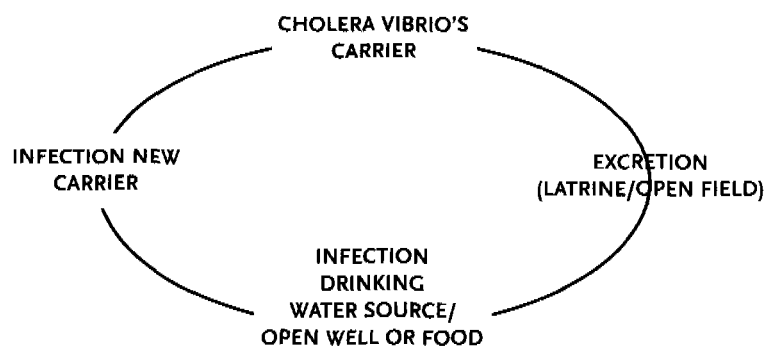 CHOLERA VIBRIO'S
CARRIER
INFECTION NEW
CARRIER
EXCRETION
(LATRINE/OPEN FIELD)
INFECTION
DRINKING
WATER SOURCE/
OPEN WELL OR FOOD